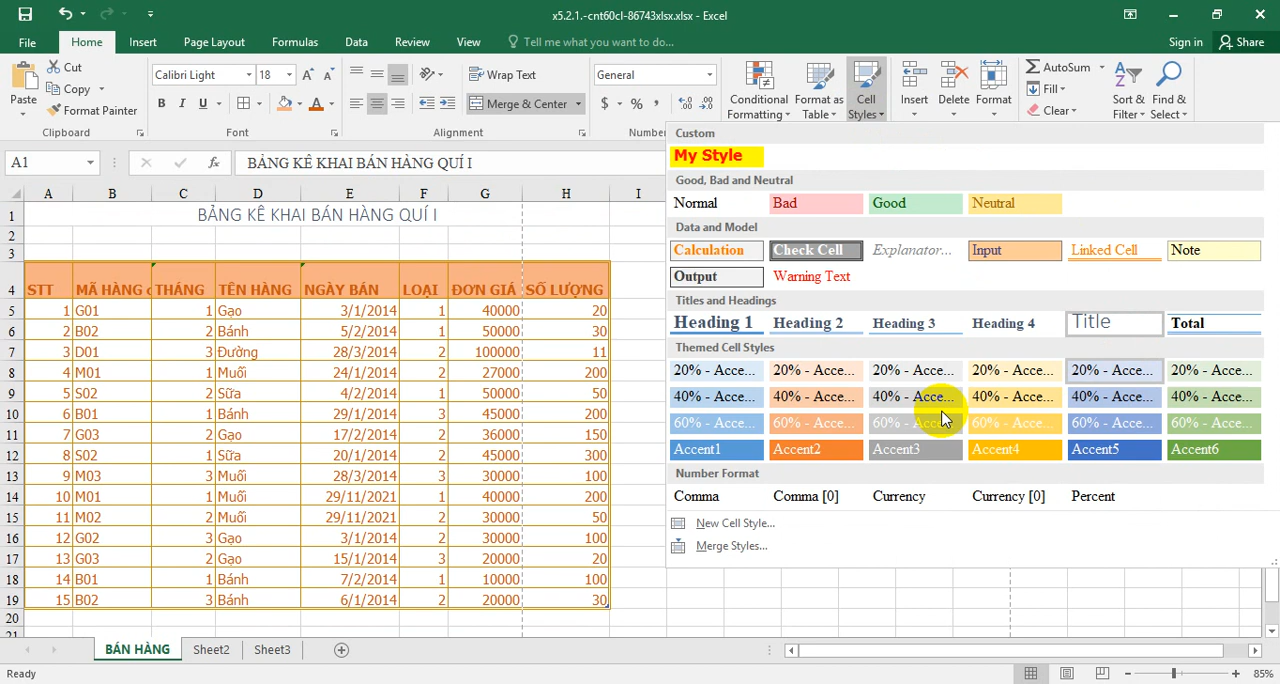 x5.2.1.-cnt60cl-86743xlsx.xlsx - Excel
File Home Insert Page Layout Formulas Data Review View Tell me what you want to do... Sign in Share
Paste Cut Copy Format Painter Clipboard
Calibri Light 18 B I U A Font
Wrap Text Merge & Center Alignment
General $ % , Number
Conditional Formatting Format as Table Cell Styles Insert Delete Format
AutoSum Fill Clear Sort & Filter Find & Select
A1 fx BẢNG KÊ KHAI BÁN HÀNG QUÍ I
A B C D E F G H I
1 BẢNG KÊ KHAI BÁN HÀNG QUÍ I
2
3
4 STT MÃ HÀNG THÁNG TÊN HÀNG NGÀY BÁN LOẠI ĐƠN GIÁ SỐ LƯỢNG
5 1 G01 1 Gạo 3/1/2014 1 40000 20
6 2 B02 2 Bánh 5/2/2014 1 50000 30
7 3 D01 3 Đường 28/3/2014 2 100000 11
8 4 M01 1 Muối 24/1/2014 2 27000 200
9 5 S02 2 Sữa 4/2/2014 1 50000 50
10 6 B01 1 Bánh 29/1/2014 3 45000 200
11 7 G03 2 Gạo 17/2/2014 2 36000 150
12 8 S02 1 Sữa 20/1/2014 2 45000 300
13 9 M03 3 Muối 28/3/2014 3 30000 100
14 10 M01 1 Muối 29/11/2021 1 40000 200
15 11 M02 2 Muối 29/11/2021 2 30000 50
16 12 G02 3 Gạo 3/1/2014 2 30000 100
17 13 G03 2 Gạo 15/1/2014 3 20000 20
18 14 B01 1 Bánh 7/2/2014 1 10000 100
19 15 B02 3 Bánh 6/1/2014 2 20000 30
20
21
Custom
My Style
Good, Bad and Neutral
Normal Bad Good Neutral
Data and Model
Calculation Check Cell Explanator... Input Linked Cell Note
Output Warning Text
Titles and Headings
Heading 1 Heading 2 Heading 3 Heading 4 Title Total
Themed Cell Styles
20% - Acce... 20% - Acce... 20% - Acce... 20% - Acce... 20% - Acce... 20% - Acce...
40% - Acce... 40% - Acce... 40% - Acce... 40% - Acce... 40% - Acce... 40% - Acce...
60% - Acce... 60% - Acce... 60% - Acce... 60% - Acce... 60% - Acce... 60% - Acce...
Accent1 Accent2 Accent3 Accent4 Accent5 Accent6
Number Format
Comma Comma [0] Currency Currency [0] Percent
New Cell Style...
Merge Styles...
BÁN HÀNG Sheet2 Sheet3
Ready 85%